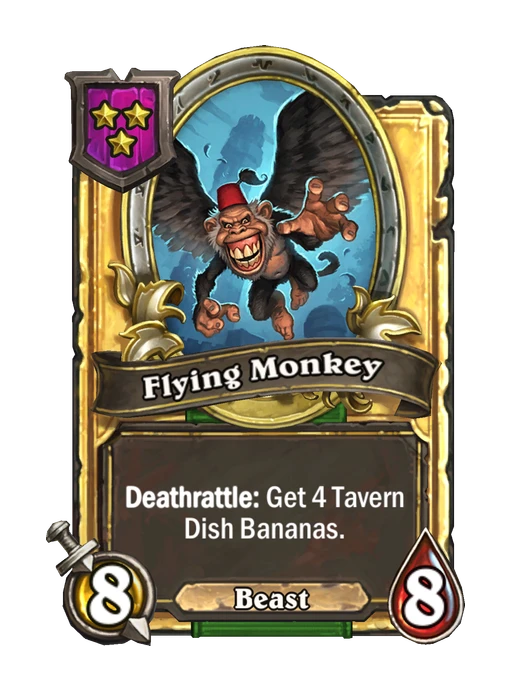 Flying Monkey
Deathrattle: Get 4 Tavern
Dish Bananas.
8
Beast
8